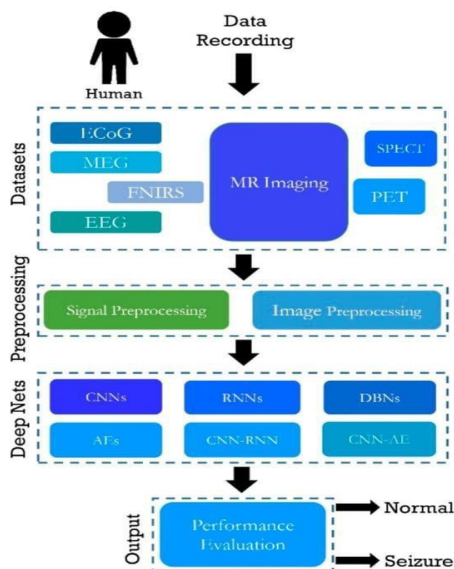 Data
Recording
Human
Datasets
ECoG
MEG
FNIRS
EEG
MR Imaging
SPECT
PET
Preprocessing
Signal Preprocessing
Image Preprocessing
Deep Nets
CNNs
RNNs
DBNs
AEs
CNN-RNN
CNN-AE
Output
Performance
Evaluation
Normal
Seizure